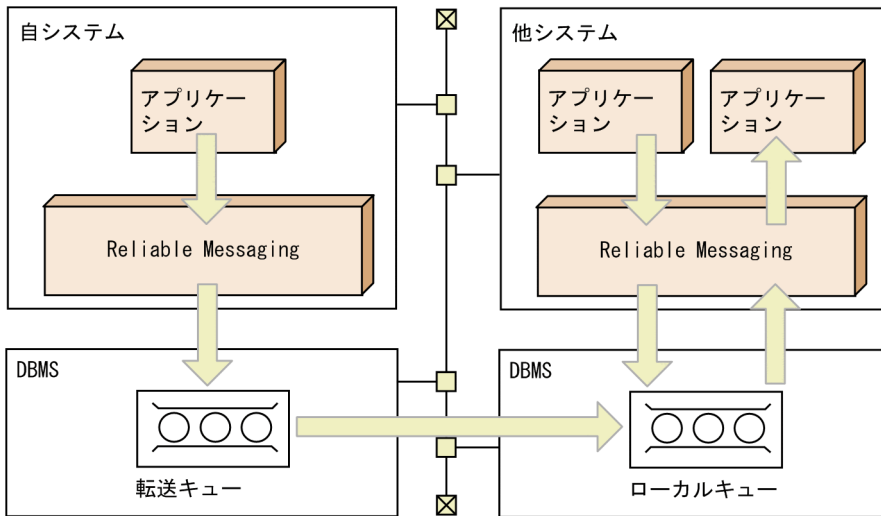 自システム
アプリケー
ション
Reliable Messaging
DBMS
転送キュー
他システム
アプリケー
ション
アプリケー
ション
Reliable Messaging
DBMS
ローカルキュー